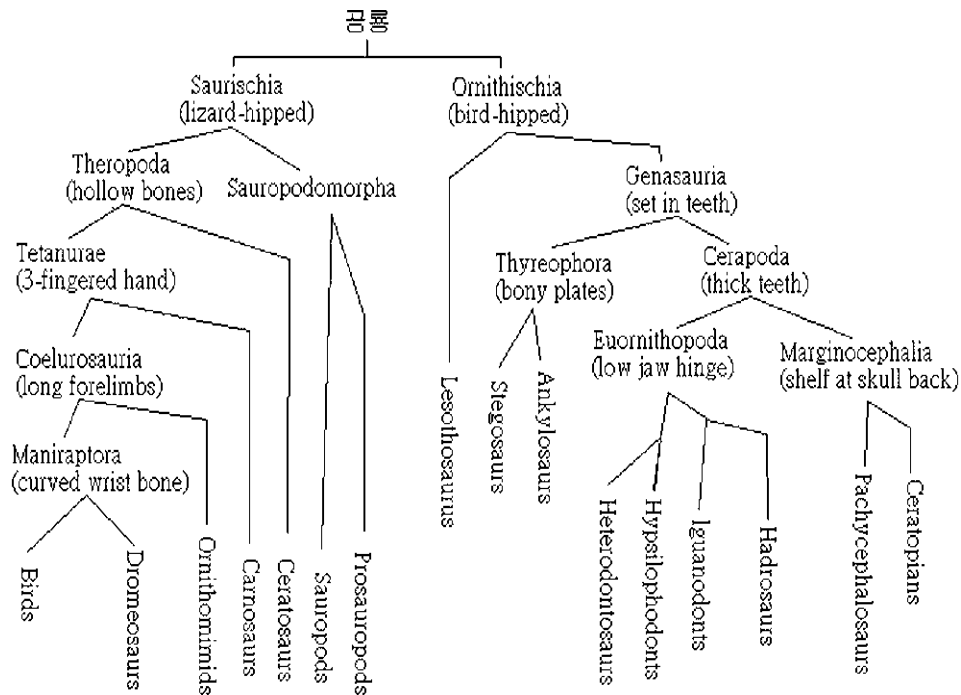 공룡
Saurischia
(lizard-hipped)
Ornithischia
(bird-hipped)
Theropoda
(hollow bones)
Sauropodomorpha
Genasauria
(set in teeth)
Tetanurae
(3-fingered hand)
Thyreophora
(bony plates)
Cerapoda
(thick teeth)
Coelurosauria
(long forelimbs)
Euornithopoda
(low jaw hinge)
Marginocephalia
(shelf at skull back)
Maniraptora
(curved wrist bone)
Birds
Dromeosaurs
Ornithomimids
Carnosaurs
Ceratosaurs
Sauropods
Prosauropods
Lesothosaurus
Stegosaurs
Ankylosaurs
Heterodontosaurs
Hypsilophodonts
Iguanodonts
Hadrosaurs
Pachycephalosaurs
Ceratopians